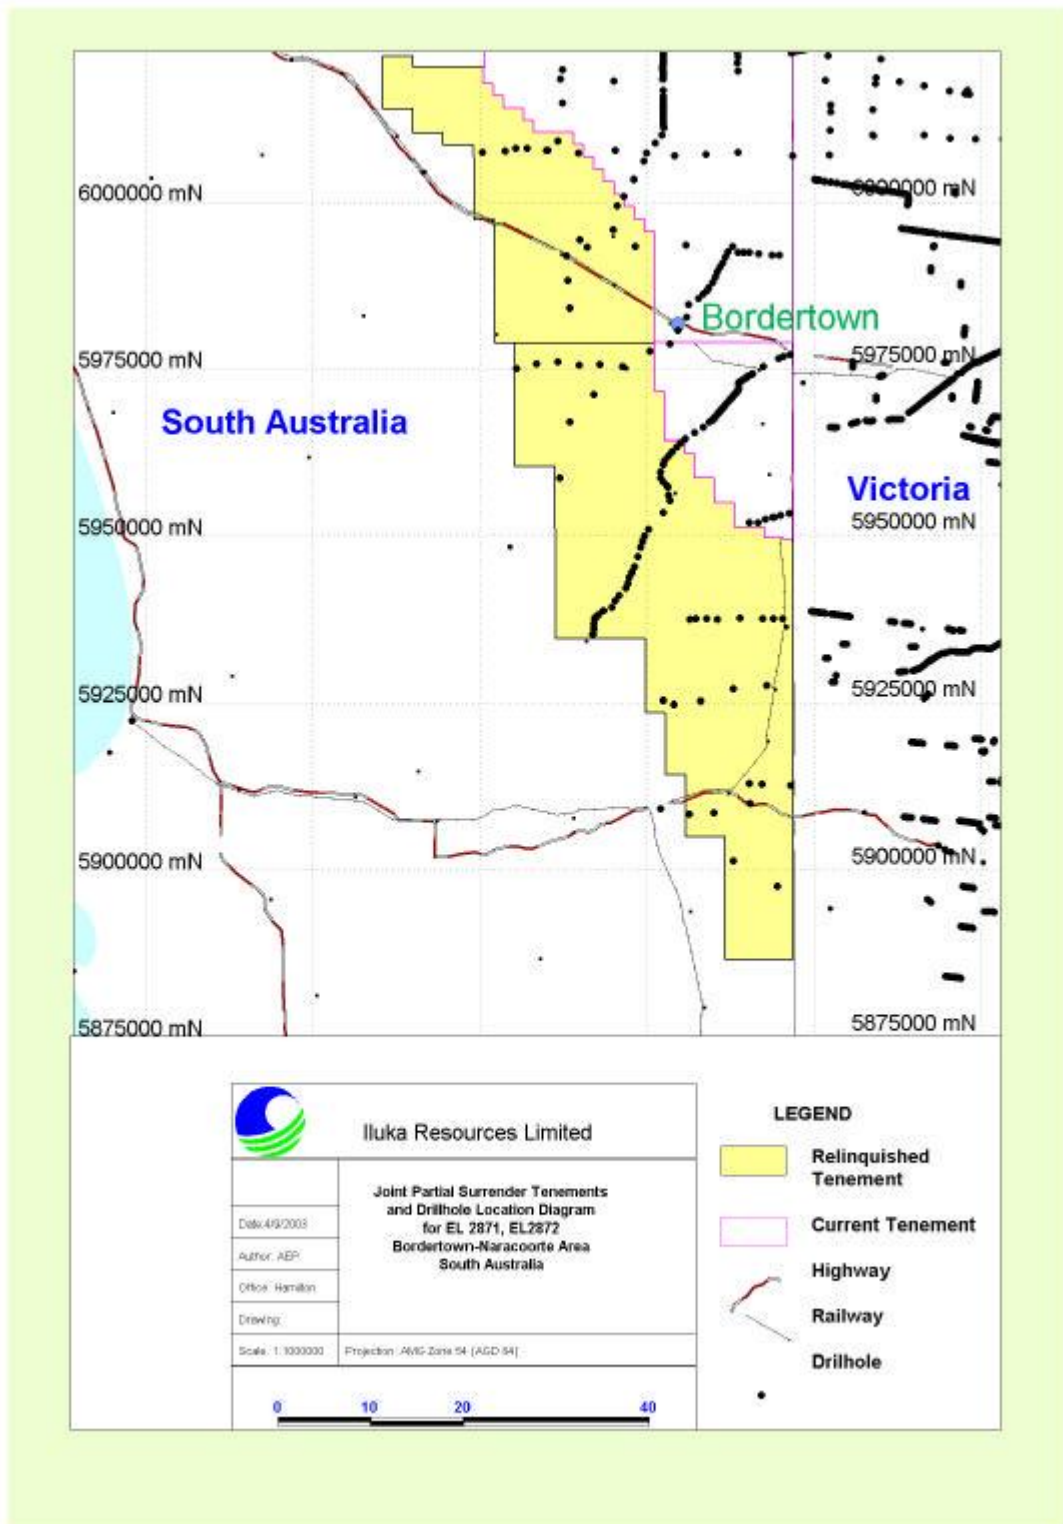 6000000 mN
6000000 mN
Bordertown
5975000 mN
5975000 mN
South Australia
Victoria
5950000 mN
5950000 mN
5925000 mN
5925000 mN
5900000 mN
5900000 mN
5875000 mN
5875000 mN
Iluka Resources Limited
Joint Partial Surrender Tenements
and Drillhole Location Diagram
for EL 2871, EL2872
Bordertown-Naracoorte Area
South Australia
Date:4/9/2003
Author: AEP
Office: Hamilton
Drawing:
Scale: 1:1000000
Projection: AMG Zone 54 (AGD 84)
0 10 20 40
LEGEND
Relinquished
Tenement
Current Tenement
Highway
Railway
Drillhole